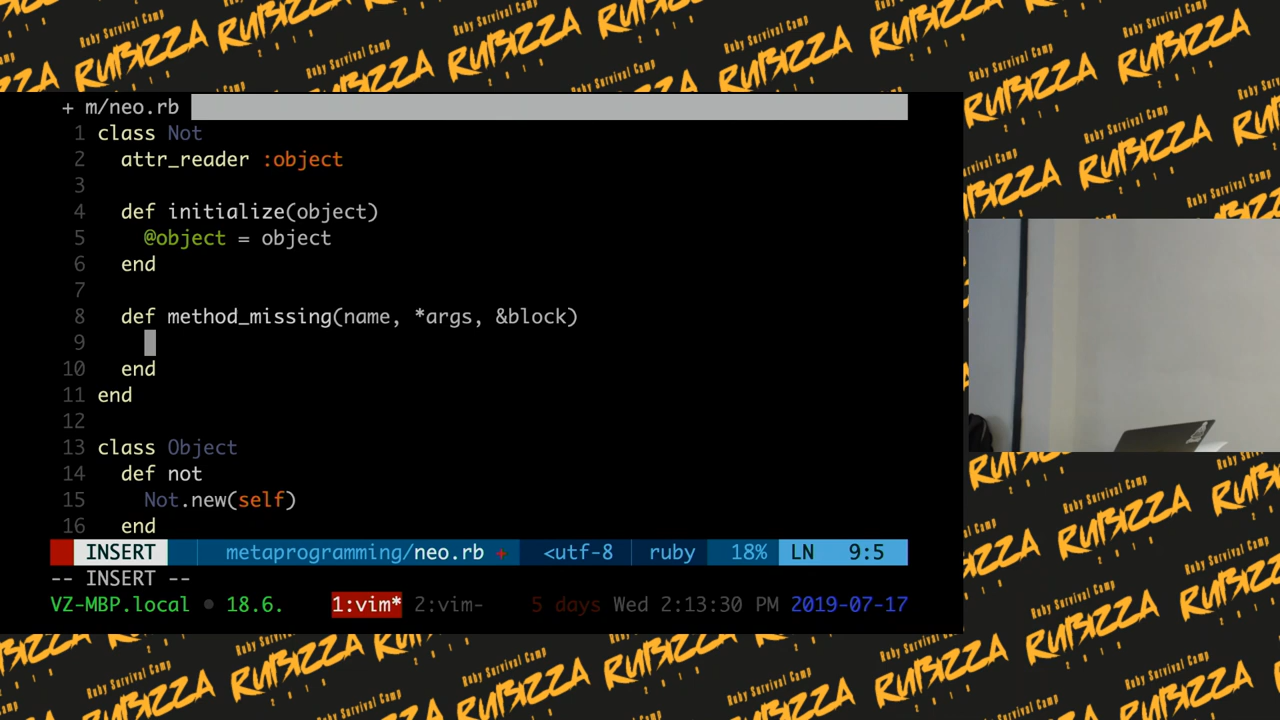 Ruby Survival Camp
RUBIZZA
2019
+ m/neo.rb
1 class Not
2 attr_reader :object
3
4 def initialize(object)
5 @object = object
6 end
7
8 def method_missing(name, *args, &block)
9
10 end
11 end
12
13 class Object
14 def not
15 Not.new(self)
16 end
INSERT metaprogramming/neo.rb + <utf-8 ruby 18% LN 9:5
-- INSERT --
VZ-MBP.local • 18.6. 1:vim* 2:vim- 5 days Wed 2:13:30 PM 2019-07-17